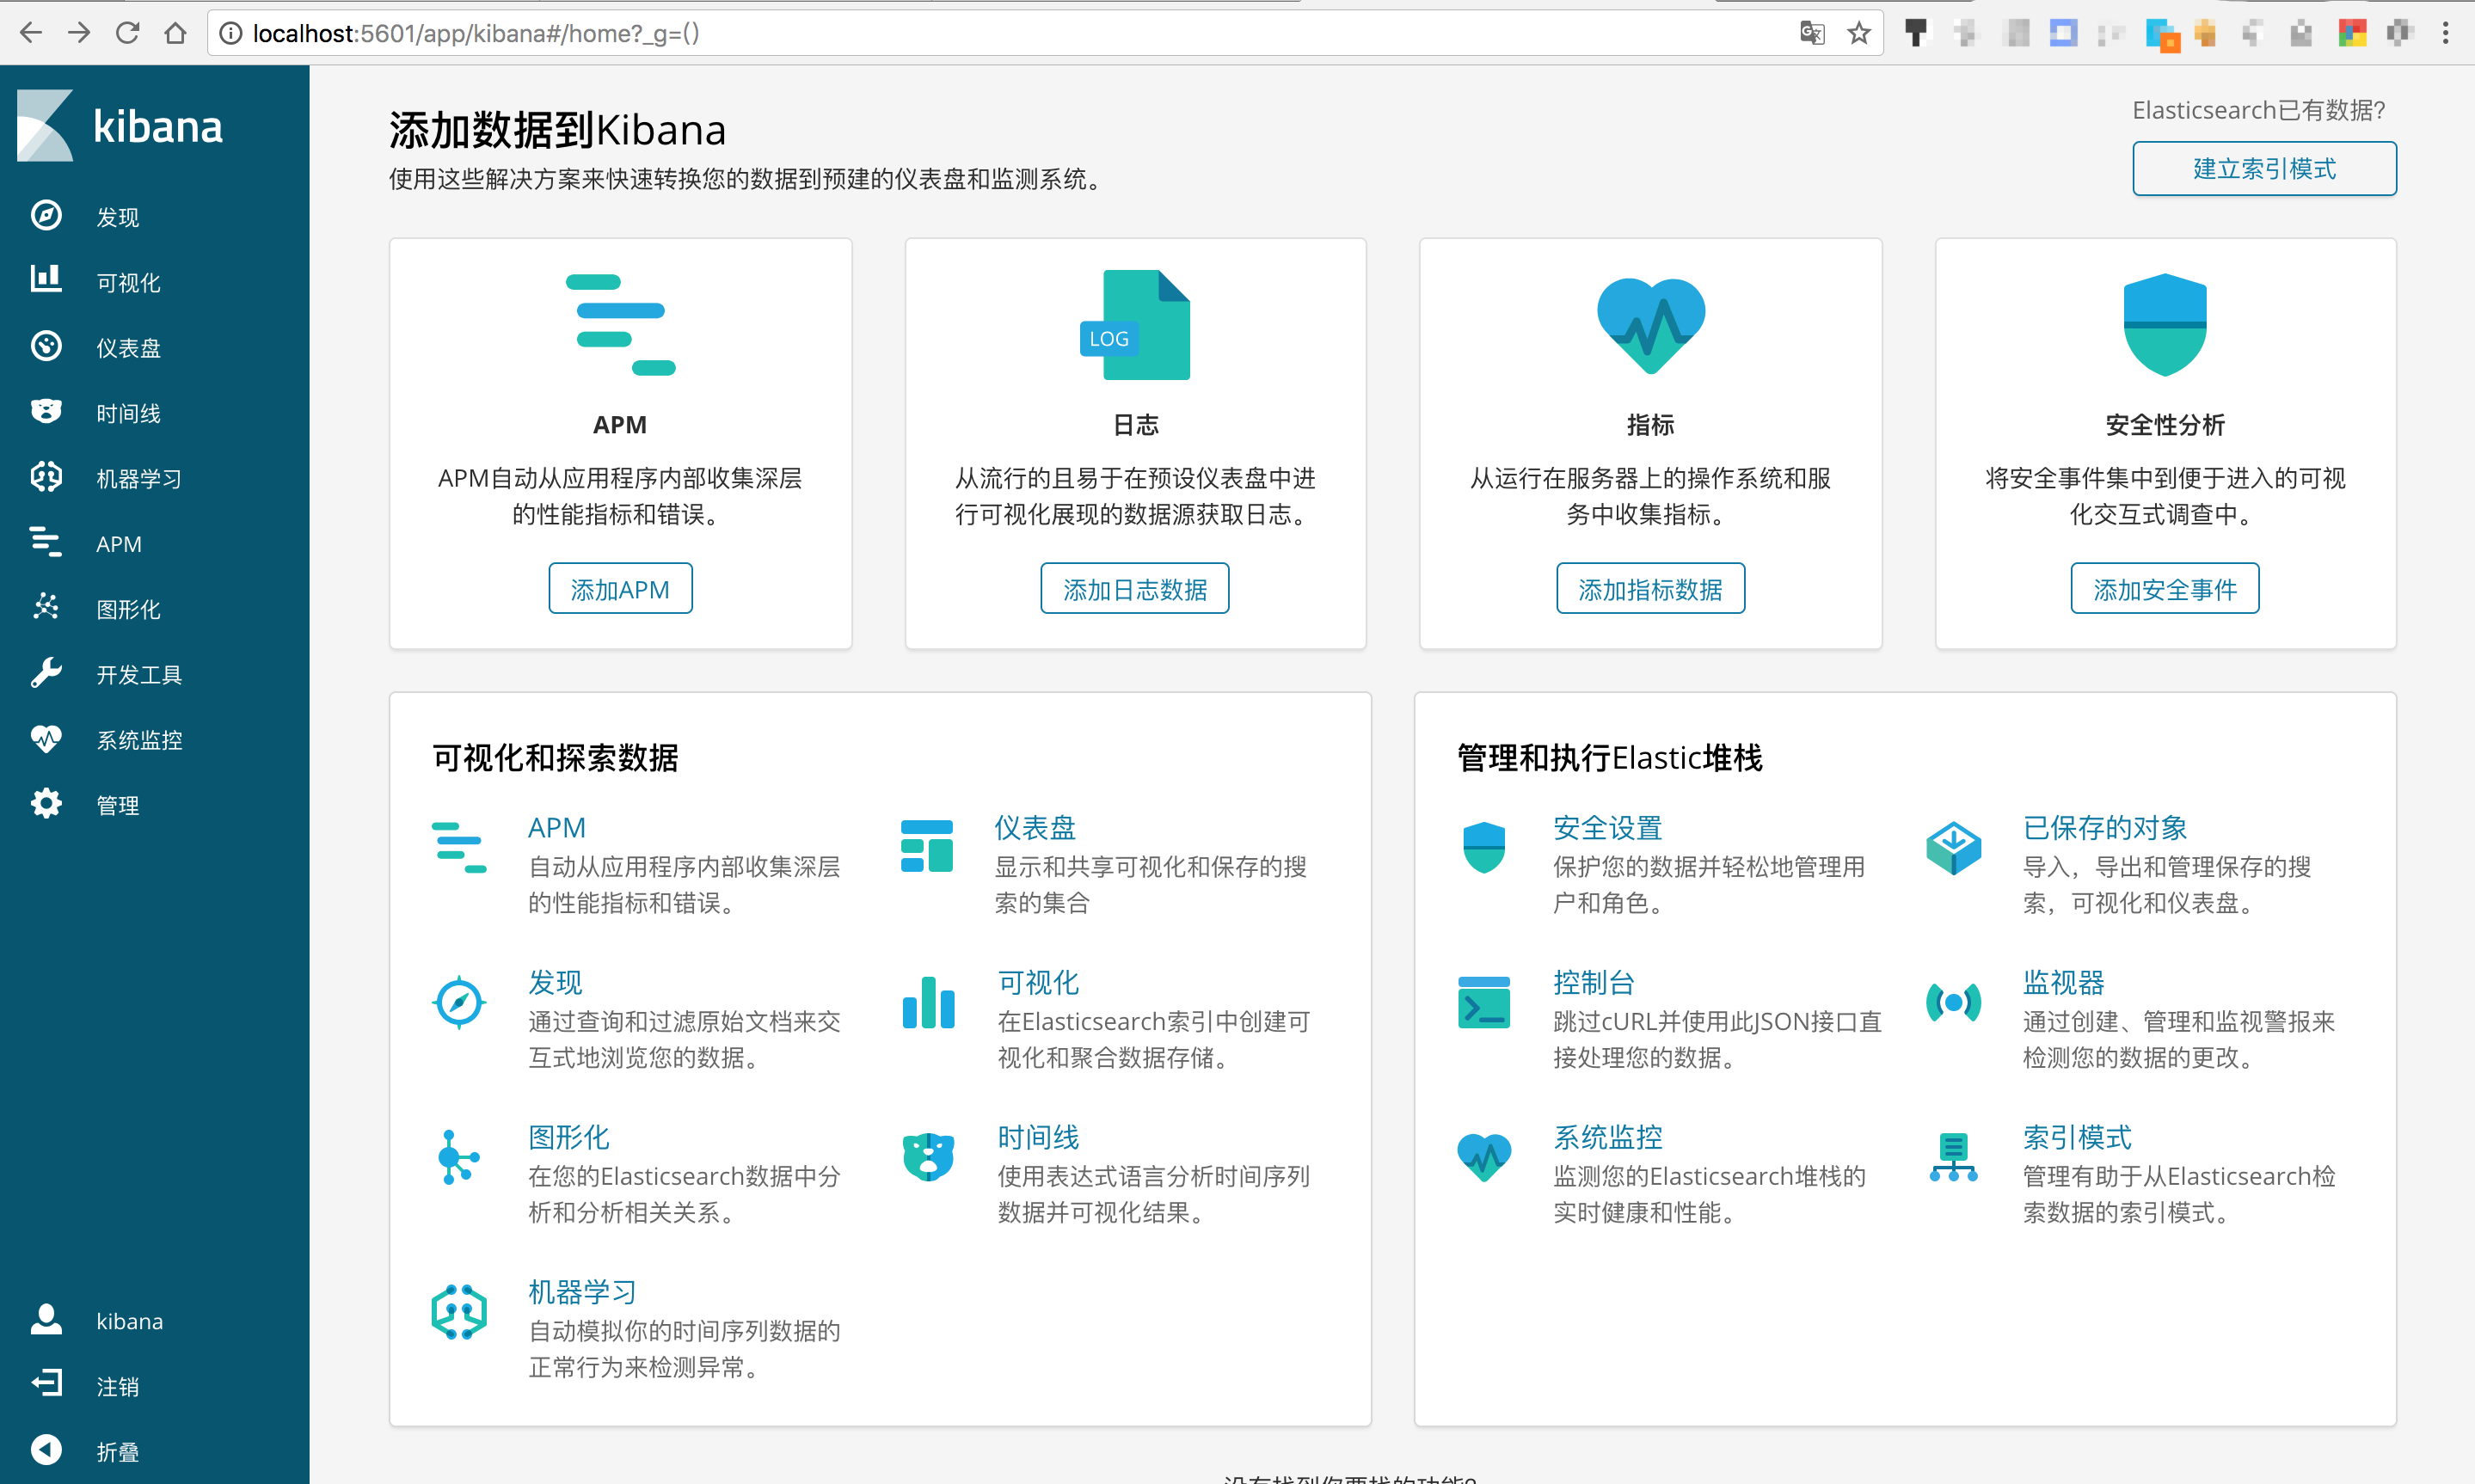 localhost:5601/app/kibana#/home?_g=()
kibana
发现
可视化
仪表盘
时间线
机器学习
APM
图形化
开发工具
系统监控
管理
kibana
注销
折叠
添加数据到Kibana
使用这些解决方案来快速转换您的数据到预建的仪表盘和监测系统。
Elasticsearch已有数据?
建立索引模式
APM
APM自动从应用程序内部收集深层
的性能指标和错误。
添加APM
LOG
日志
从流行的且易于在预设仪表盘中进
行可视化展现的数据源获取日志。
添加日志数据
指标
从运行在服务器上的操作系统和服
务中收集指标。
添加指标数据
安全性分析
将安全事件集中到便于进入的可视
化交互式调查中。
添加安全事件
可视化和探索数据
APM
自动从应用程序内部收集深层
的性能指标和错误。
仪表盘
显示和共享可视化和保存的搜
索的集合
发现
通过查询和过滤原始文档来交
互式地浏览您的数据。
可视化
在Elasticsearch索引中创建可
视化和聚合数据存储。
图形化
在您的Elasticsearch数据中分
析和分析相关关系。
时间线
使用表达式语言分析时间序列
数据并可视化结果。
机器学习
自动模拟你的时间序列数据的
正常行为来检测异常。
管理和执行Elastic堆栈
安全设置
保护您的数据并轻松地管理用
户和角色。
已保存的对象
导入，导出和管理保存的搜
索，可视化和仪表盘。
控制台
跳过cURL并使用此JSON接口直
接处理您的数据。
监视器
通过创建、管理和监视警报来
检测您的数据的更改。
系统监控
监测您的Elasticsearch堆栈的
实时健康和性能。
索引模式
管理有助于从Elasticsearch检
索数据的索引模式。
没有找到你要找的功能?